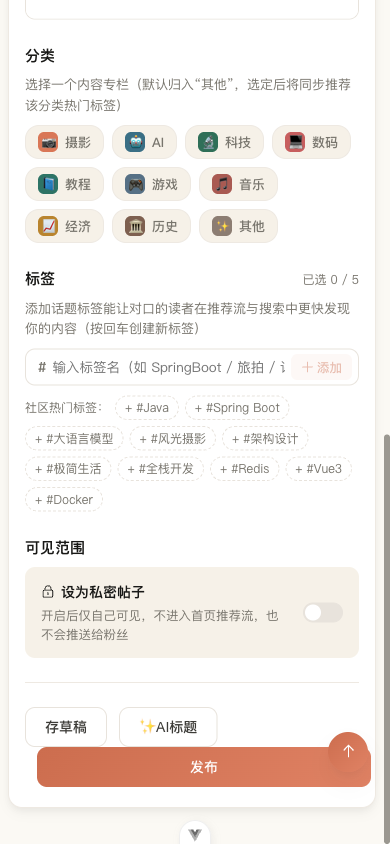 分类
选择一个内容专栏（默认归入“其他”，选定后将同步推荐
该分类热门标签）
摄影 AI 科技 数码
教程 游戏 音乐
经济 历史 其他
标签 已选 0 / 5
添加话题标签能让对口的读者在推荐流与搜索中更快发现
你的内容（按回车创建新标签）
# 输入标签名（如 SpringBoot / 旅拍 / ＋ 添加
社区热门标签： + #Java + #Spring Boot
+ #大语言模型 + #风光摄影 + #架构设计
+ #极简生活 + #全栈开发 + #Redis + #Vue3
+ #Docker
可见范围
设为私密帖子
开启后仅自己可见，不进入首页推荐流，也
不会推送给粉丝
存草稿 ✨AI标题
发布